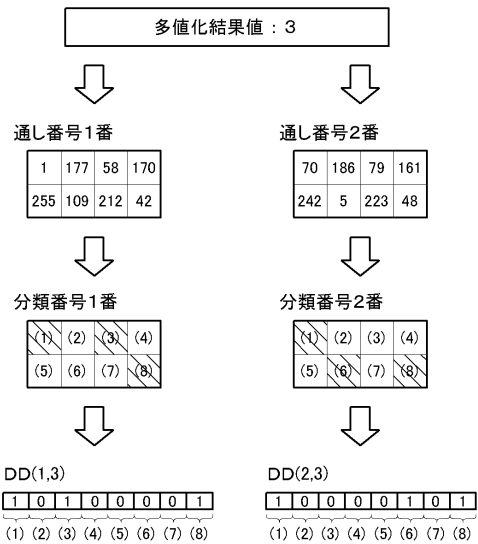 多値化結果値：３
通し番号１番
1 177 58 170
255 109 212 42
分類番号１番
(1) (2) (3) (4)
(5) (6) (7) (8)
DD(1,3)
1 0 1 0 0 0 0 1
(1) (2) (3) (4) (5) (6) (7) (8)
通し番号２番
70 186 79 161
242 5 223 48
分類番号２番
(1) (2) (3) (4)
(5) (6) (7) (8)
DD(2,3)
1 0 0 0 0 1 0 1
(1) (2) (3) (4) (5) (6) (7) (8)